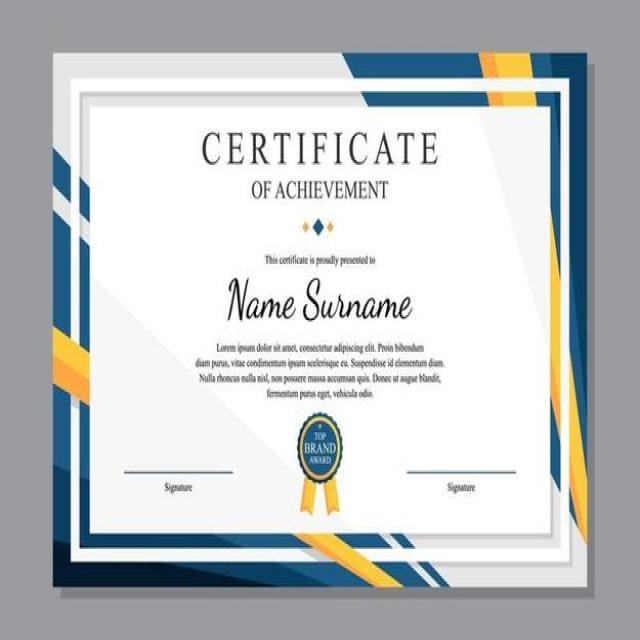 CERTIFICATE
OF ACHIEVEMENT
This certificate is proudly presented to
Name Surname
Lorem ipsum dolor sit amet, consectetur adipiscing elit. Proin bibendum
diam purus, vitae condimentum ipsum scelerisque eu. Suspendisse id elementum diam.
Nulla rhoncus nulla nisl, non posuere massa accumsan quis. Donec ut augue blandit,
fermentum purus eget, vehicula odio.
TOP
BRAND
AWARD
Signature
Signature